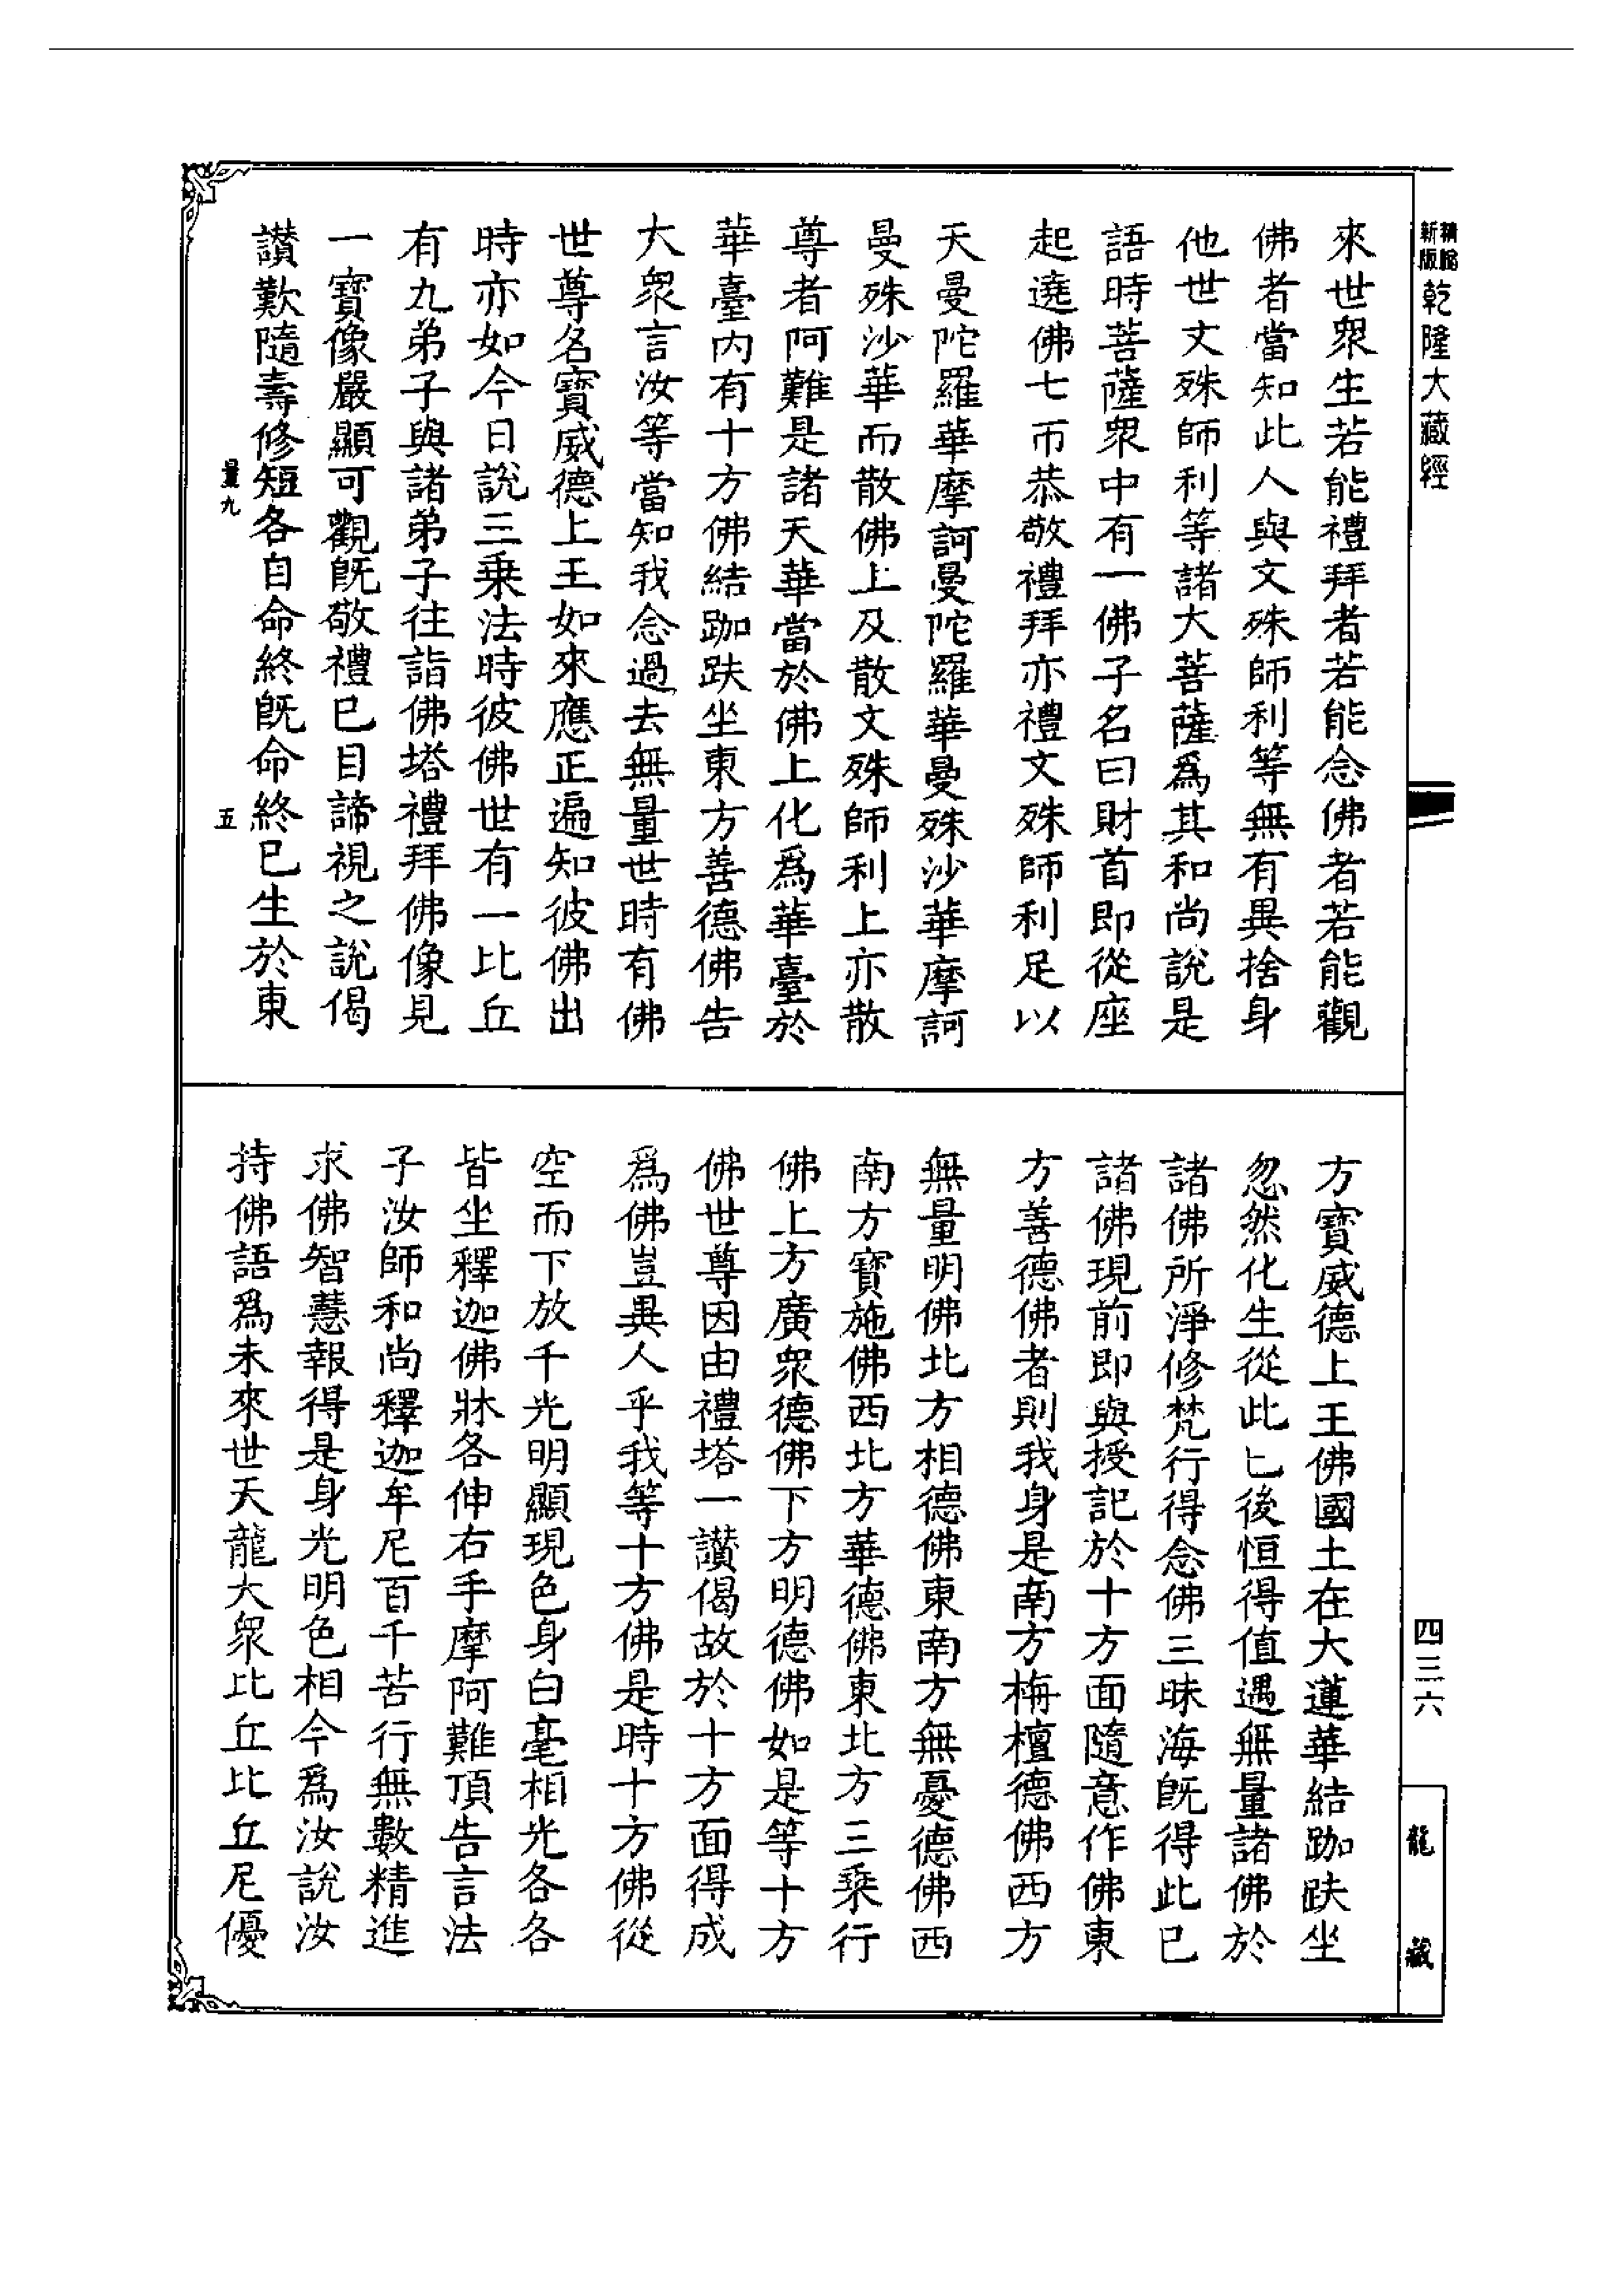 新版精縮乾隆大藏經
來世衆生若能禮拜者若能念佛者若能觀
佛者當知此人與文殊師利等無有異捨身
他世文殊師利等諸大菩薩爲其和尚說是
語時菩薩衆中有一佛子名曰財首即從座
起遶佛七帀恭敬禮拜亦禮文殊師利足以
天曼陀羅華摩訶曼陀羅華曼殊沙華摩訶
曼殊沙華而散佛上及散文殊師利上亦散
尊者阿難是諸天華當於佛上化爲華臺於
華臺內有十方佛結跏趺坐東方善德佛告
大衆言汝等當知我念過去無量世時有佛
世尊名寶威德上王如來應正遍知彼佛出
時亦如今日說三乘法時彼佛世有一比丘
有九弟子與諸弟子往詣佛塔禮拜佛像見
一寶像嚴顯可觀旣敬禮已目諦視之說偈
讃歎隨壽修短各自命終旣命終已生於東
量九
五
方寶威德上王佛國土在大蓮華結跏趺坐
忽然化生從此已後恒得值遇無量諸佛於
諸佛所淨修梵行得念佛三昧海旣得此已
諸佛現前即與授記於十方面隨意作佛東
方善德佛者則我身是南方栴檀德佛西方
無量明佛北方相德佛東南方無憂德佛西
南方寶施佛西北方華德佛東北方三乘行
佛上方廣衆德佛下方明德佛如是等十方
佛世尊因由禮塔一讃偈故於十方面得成
爲佛豈異人乎我等十方佛是時十方佛從
空而下放千光明顯現色身白毫相光各各
皆坐釋迦佛牀各伸右手摩阿難頂告言法
子汝師和尚釋迦牟尼百千苦行無數精進
求佛智慧報得是身光明色相今爲汝說汝
持佛語爲未來世天龍大衆比丘比丘尼優
四三六
龍藏